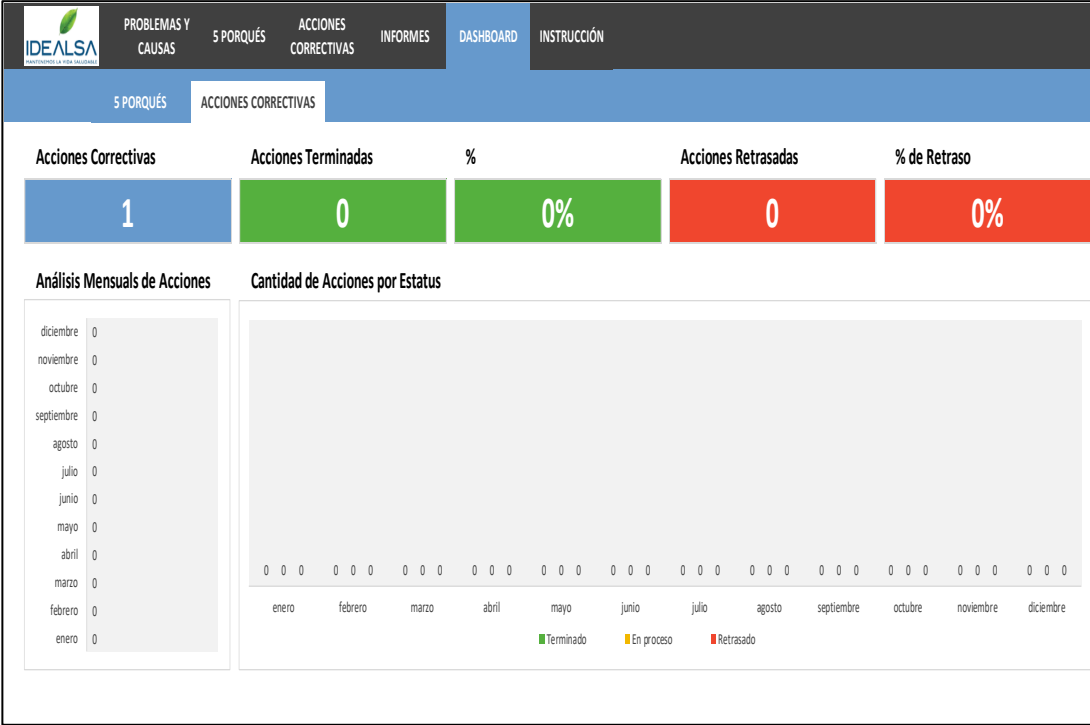 IDEALSA
MANTENEMOS LA VIDA SALUDABLE
PROBLEMAS Y
CAUSAS
5 PORQUÉS
ACCIONES
CORRECTIVAS
INFORMES
DASHBOARD
INSTRUCCIÓN
5 PORQUÉS
ACCIONES CORRECTIVAS
Acciones Correctivas
Acciones Terminadas
%
Acciones Retrasadas
% de Retraso
1
0
0%
0
0%
Análisis Mensuals de Acciones
Cantidad de Acciones por Estatus
diciembre 0
noviembre 0
octubre 0
septiembre 0
agosto 0
julio 0
junio 0
mayo 0
abril 0
marzo 0
febrero 0
enero 0
0 0 0 0 0 0 0 0 0 0 0 0 0 0 0 0 0 0 0 0 0 0 0 0 0 0 0 0 0 0 0 0 0 0 0 0
enero febrero marzo abril mayo junio julio agosto septiembre octubre noviembre diciembre
Terminado En proceso Retrasado